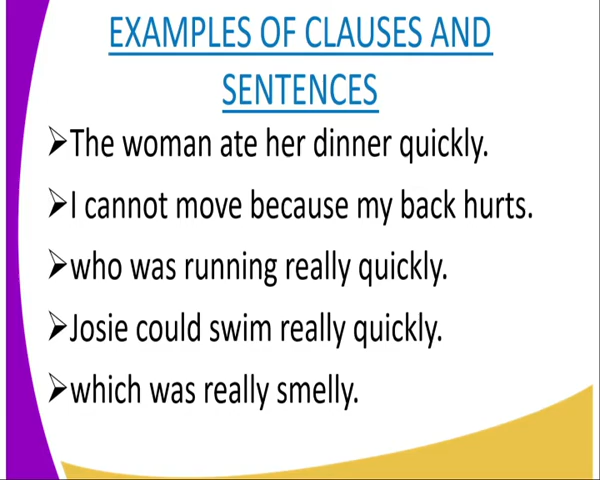 EXAMPLES OF CLAUSES AND
SENTENCES
➢The woman ate her dinner quickly.
➢I cannot move because my back hurts.
➢who was running really quickly.
➢Josie could swim really quickly.
➢which was really smelly.